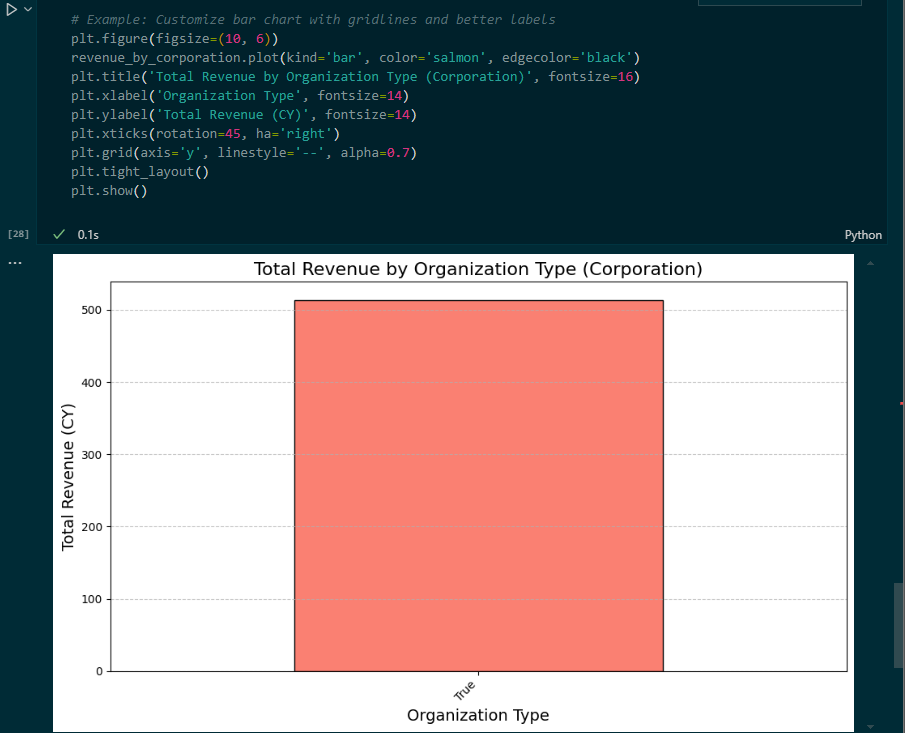 # Example: Customize bar chart with gridlines and better labels
plt.figure(figsize=(10, 6))
revenue_by_corporation.plot(kind='bar', color='salmon', edgecolor='black')
plt.title('Total Revenue by Organization Type (Corporation)', fontsize=16)
plt.xlabel('Organization Type', fontsize=14)
plt.ylabel('Total Revenue (CY)', fontsize=14)
plt.xticks(rotation=45, ha='right')
plt.grid(axis='y', linestyle='--', alpha=0.7)
plt.tight_layout()
plt.show()
[28]
0.1s
Python
...
Total Revenue by Organization Type (Corporation)
Total Revenue (CY)
500
400
300
200
100
0
True
Organization Type